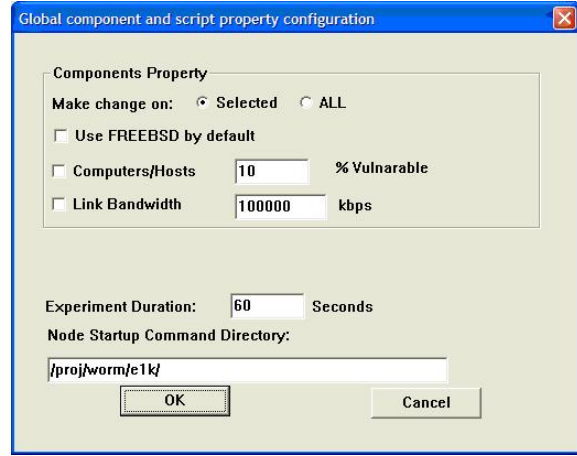 Global component and script property configuration
Components Property
Make change on: Selected ALL
Use FREEBSD by default
Computers/Hosts 10 % Vulnarable
Link Bandwidth 100000 kbps
Experiment Duration: 60 Seconds
Node Startup Command Directory:
/proj/worm/e1k/
OK Cancel